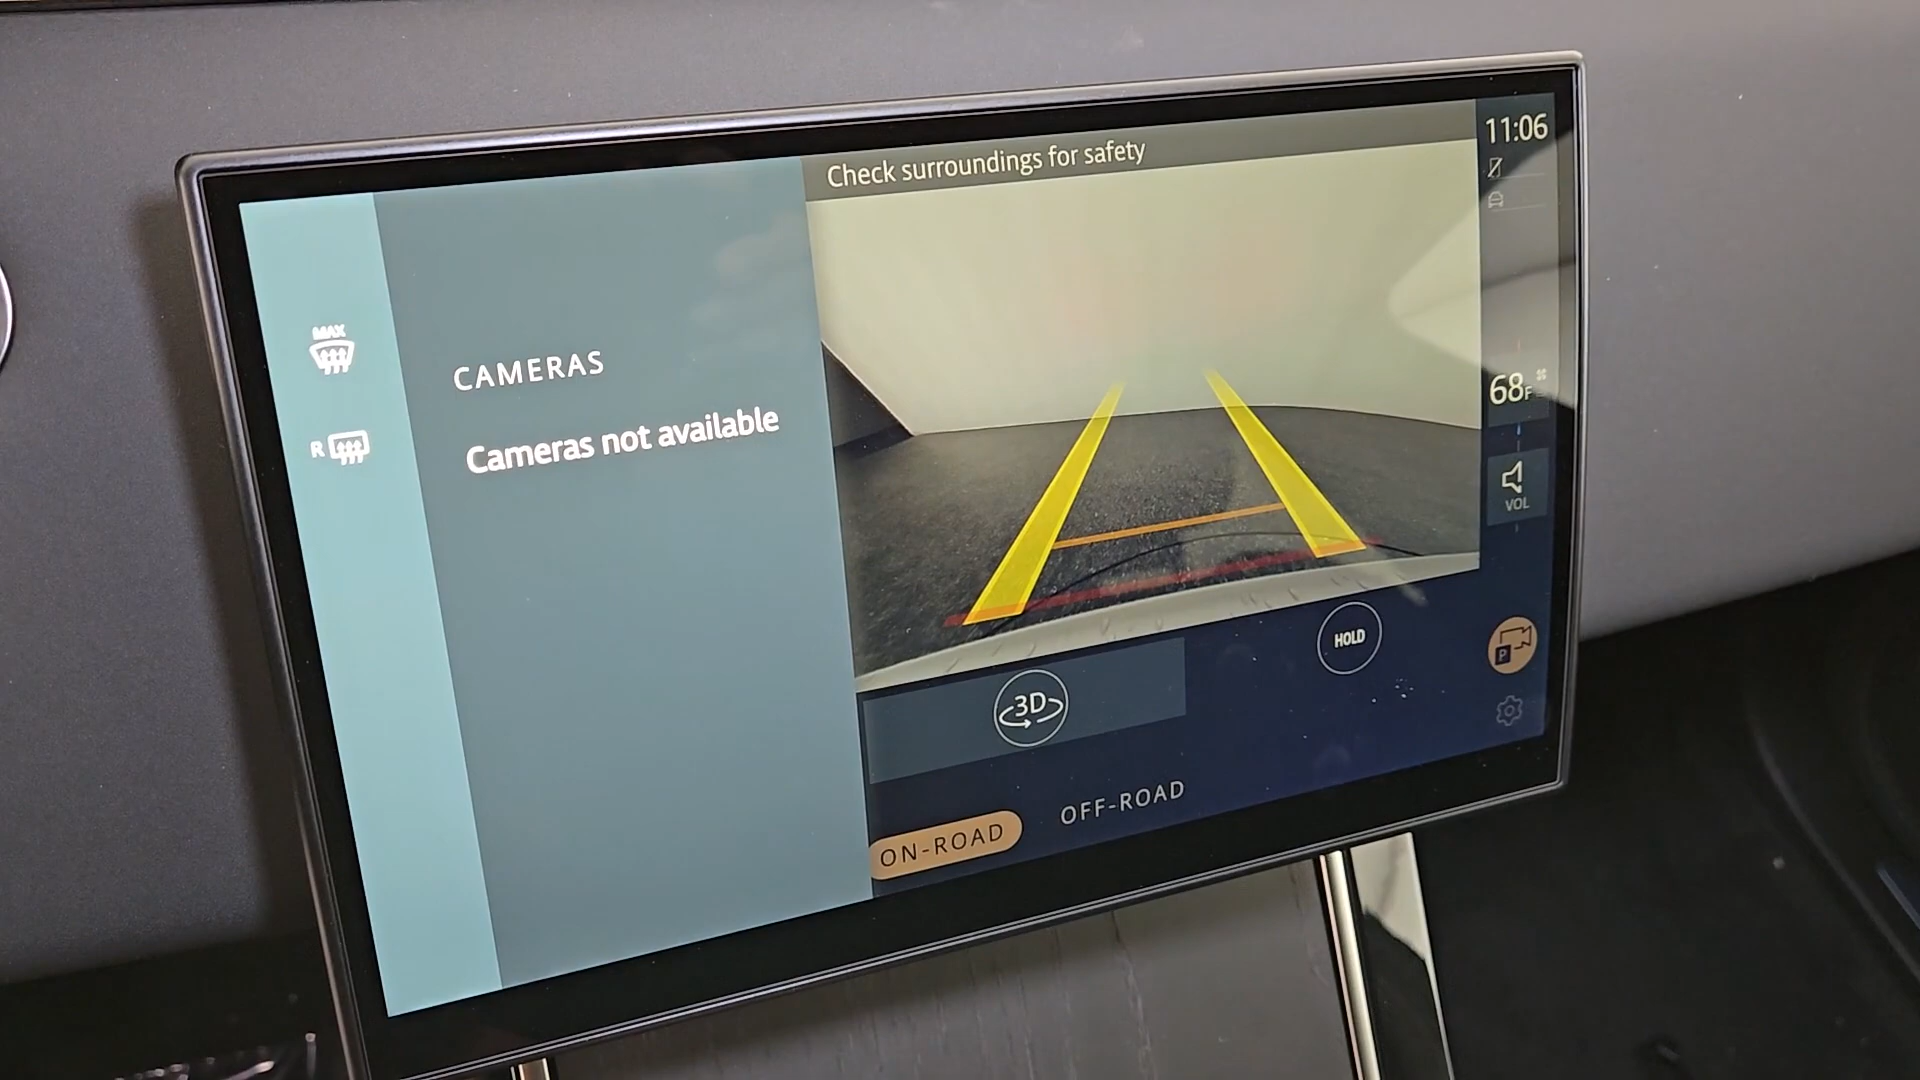 Check surroundings for safety
11:06
MAX
R
CAMERAS
Cameras not available
68F
VOL
HOLD
P
3D
ON-ROAD
OFF-ROAD